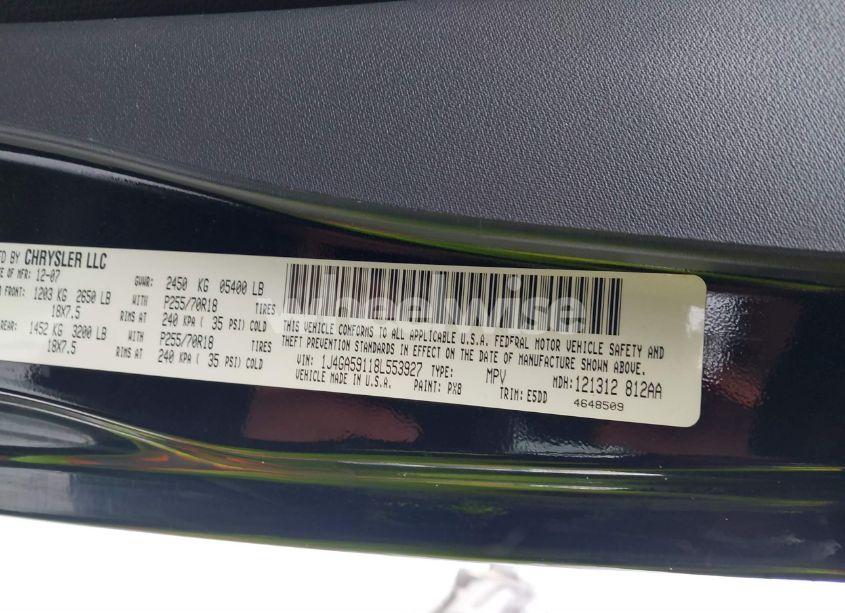 FD BY CHRYSLER LLC
E OF MFR: 12-07 GVWR: 2450 KG 05400 LB
FRONT: 1203 KG 2650 LB WITH P255/70R18 TIRES
18X7.5 RIMS AT 240 KPA ( 35 PSI) COLD
REAR: 1452 KG 3200 LB WITH P255/70R18 TIRES
18X7.5 RIMS AT 240 KPA ( 35 PSI) COLD
wheelwise
THIS VEHICLE CONFORMS TO ALL APPLICABLE U.S.A. FEDERAL MOTOR VEHICLE SAFETY AND
THEFT PREVENTION STANDARDS IN EFFECT ON THE DATE OF MANUFACTURE SHOWN ABOVE.
VIN: 1J4GA59118L553927 TYPE: MPV MDH: 121312 812AA
VEHICLE MADE IN U.S.A. PAINT: PX8 TRIM: E5DD 4648509